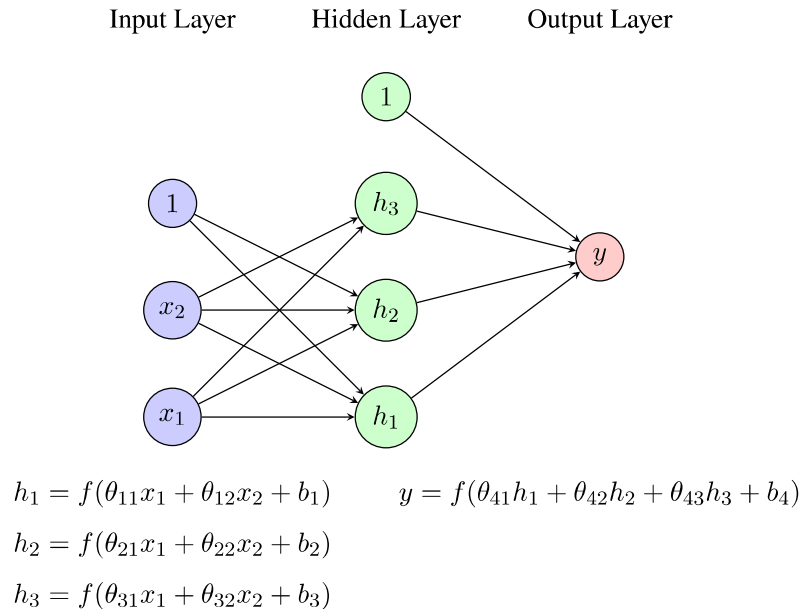 Input Layer Hidden Layer Output Layer
1
1 h₃
y
x₂ h₂
x₁ h₁
h₁ = f(θ₁₁x₁ + θ₁₂x₂ + b₁) y = f(θ₄₁h₁ + θ₄₂h₂ + θ₄₃h₃ + b₄)
h₂ = f(θ₂₁x₁ + θ₂₂x₂ + b₂)
h₃ = f(θ₃₁x₁ + θ₃₂x₂ + b₃)